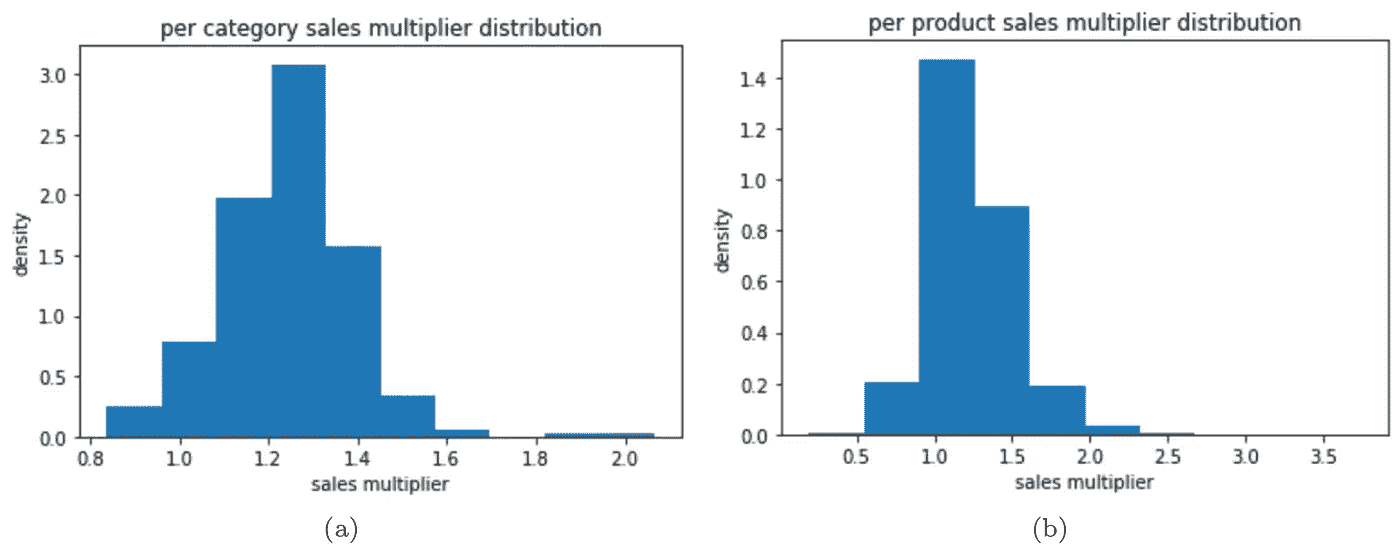 per category sales multiplier distribution
density
3.0
2.5
2.0
1.5
1.0
0.5
0.0
0.8 1.0 1.2 1.4 1.6 1.8 2.0
sales multiplier
(a)
per product sales multiplier distribution
density
1.4
1.2
1.0
0.8
0.6
0.4
0.2
0.0
0.5 1.0 1.5 2.0 2.5 3.0 3.5
sales multiplier
(b)